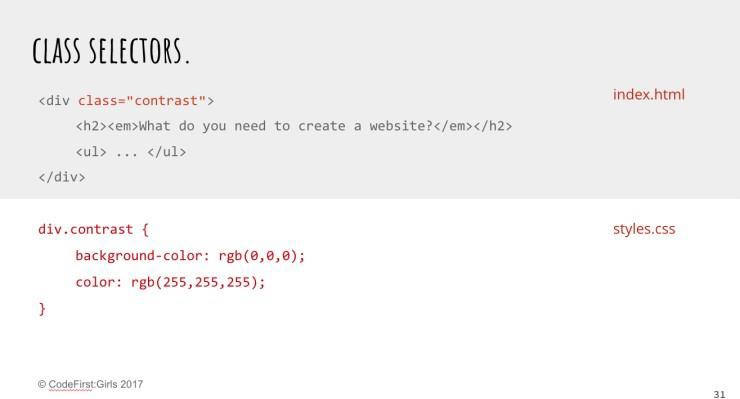 CLASS SELECTORS.
index.html
<div class="contrast">
<h2><em>What do you need to create a website?</em></h2>
<ul> ... </ul>
</div>
styles.css
div.contrast {
background-color: rgb(0,0,0);
color: rgb(255,255,255);
}
© CodeFirst:Girls 2017
31